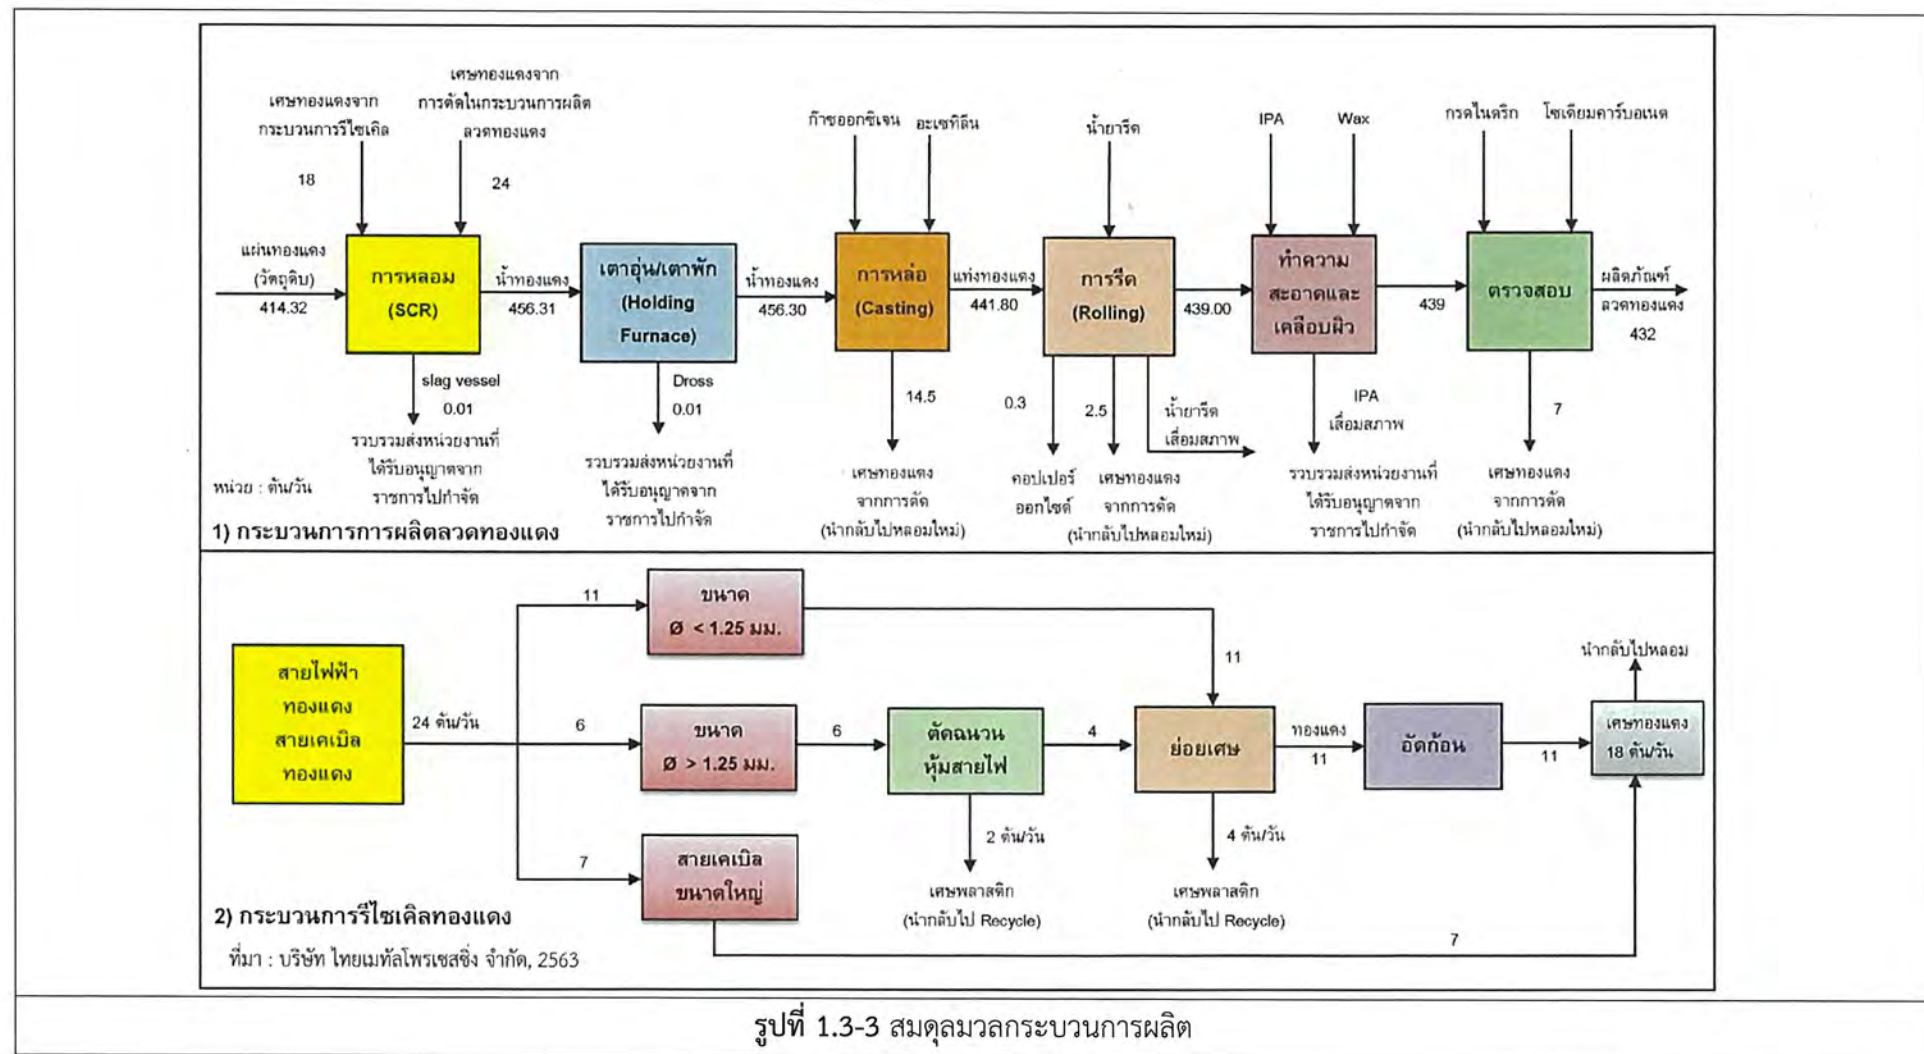 เศษทองแดงจาก
กระบวนการรีไซเคิล
18
เศษทองแดงจาก
การตัดในกระบวนการผลิต
ลวดทองแดง
24
ก๊าซออกซิเจน
อะเซทิลีน
น้ำยารีด
IPA
Wax
กรดไนตริก
โซเดียมคาร์บอเนต
แผ่นทองแดง
(วัตถุดิบ)
414.32
การหลอม
(SCR)
น้ำทองแดง
456.31
เตาอุ่น/เตาพัก
(Holding
Furnace)
น้ำทองแดง
456.30
การหล่อ
(Casting)
แท่งทองแดง
441.80
การรีด
(Rolling)
439.00
ทำความ
สะอาดและ
เคลือบผิว
439
ตรวจสอบ
ผลิตภัณฑ์
ลวดทองแดง
432
slag vessel
0.01
รวบรวมส่งหน่วยงานที่
ได้รับอนุญาตจาก
ราชการไปกำจัด
Dross
0.01
รวบรวมส่งหน่วยงานที่
ได้รับอนุญาตจาก
ราชการไปกำจัด
14.5
เศษทองแดง
จากการตัด
(นำกลับไปหลอมใหม่)
0.3
คอปเปอร์
ออกไซด์
2.5
เศษทองแดง
จากการตัด
(นำกลับไปหลอมใหม่)
น้ำยารีด
เสื่อมสภาพ
IPA
เสื่อมสภาพ
รวบรวมส่งหน่วยงานที่
ได้รับอนุญาตจาก
ราชการไปกำจัด
7
เศษทองแดง
จากการตัด
(นำกลับไปหลอมใหม่)
หน่วย : ตัน/วัน
1) กระบวนการการผลิตลวดทองแดง
สายไฟฟ้า
ทองแดง
สายเคเบิล
ทองแดง
24 ตัน/วัน
11
ขนาด
Ø < 1.25 มม.
11
6
ขนาด
Ø > 1.25 มม.
6
ตัดฉนวน
หุ้มสายไฟ
4
ย่อยเศษ
ทองแดง
11
อัดก้อน
11
นำกลับไปหลอม
เศษทองแดง
18 ตัน/วัน
2 ตัน/วัน
เศษพลาสติก
(นำกลับไป Recycle)
4 ตัน/วัน
เศษพลาสติก
(นำกลับไป Recycle)
7
สายเคเบิล
ขนาดใหญ่
7
2) กระบวนการรีไซเคิลทองแดง
ที่มา : บริษัท ไทยเมทัลโพรเซสซิ่ง จำกัด, 2563
รูปที่ 1.3-3 สมดุลมวลกระบวนการผลิต